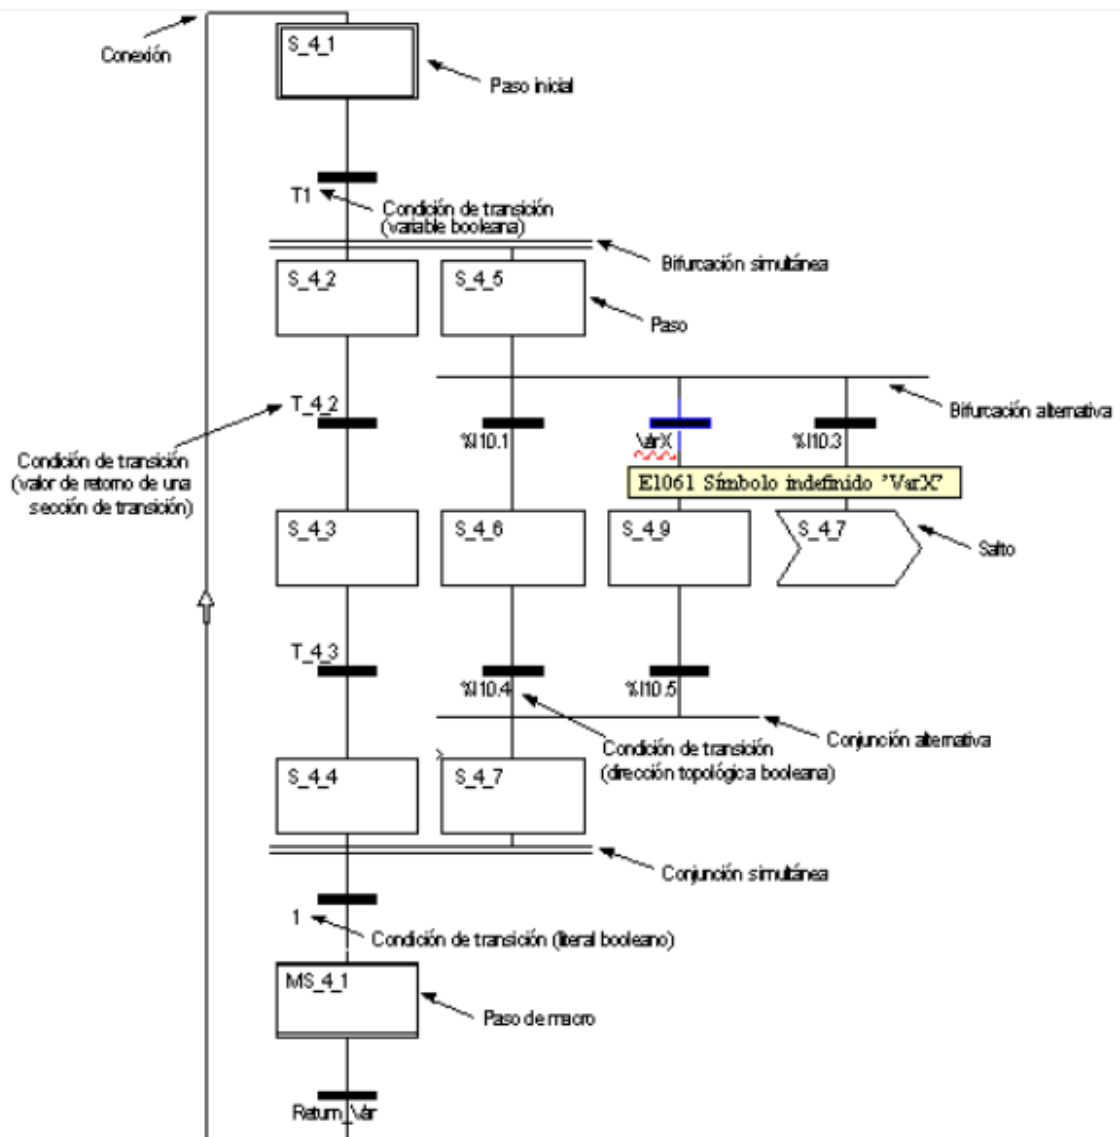 S_4_1
Conexión
Paso inicial
T1
Condición de transición
(variable booleana)
Bifurcación simultánea
S_4_2
S_4_5
Paso
T_4_2
Bifurcación alternativa
%I10.1
VarX
%I10.3
Condición de transición
(valor de retorno de una
sección de transición)
E1061 Símbolo indefinido "VarX"
S_4_3
S_4_6
S_4_9
S_4_7
Salto
T_4_3
%I10.4
%I10.5
Conjunción alternativa
Condición de transición
(dirección topológica booleana)
S_4_4
S_4_7
Conjunción simultánea
1
Condición de transición (literal booleano)
MS_4_1
Paso de macro
Return_Var